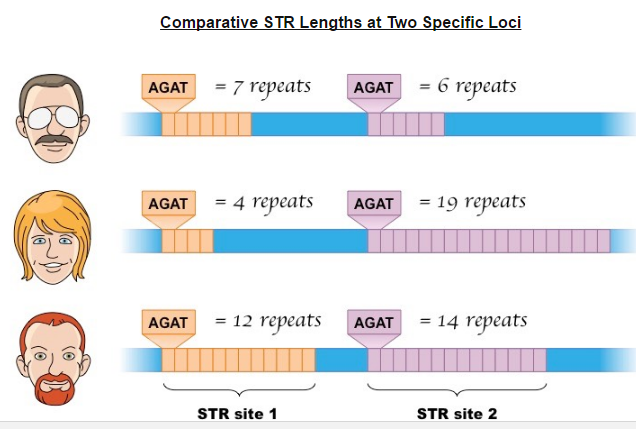 Comparative STR Lengths at Two Specific Loci
AGAT = 7 repeats AGAT = 6 repeats
AGAT = 4 repeats AGAT = 19 repeats
AGAT = 12 repeats AGAT = 14 repeats
STR site 1 STR site 2